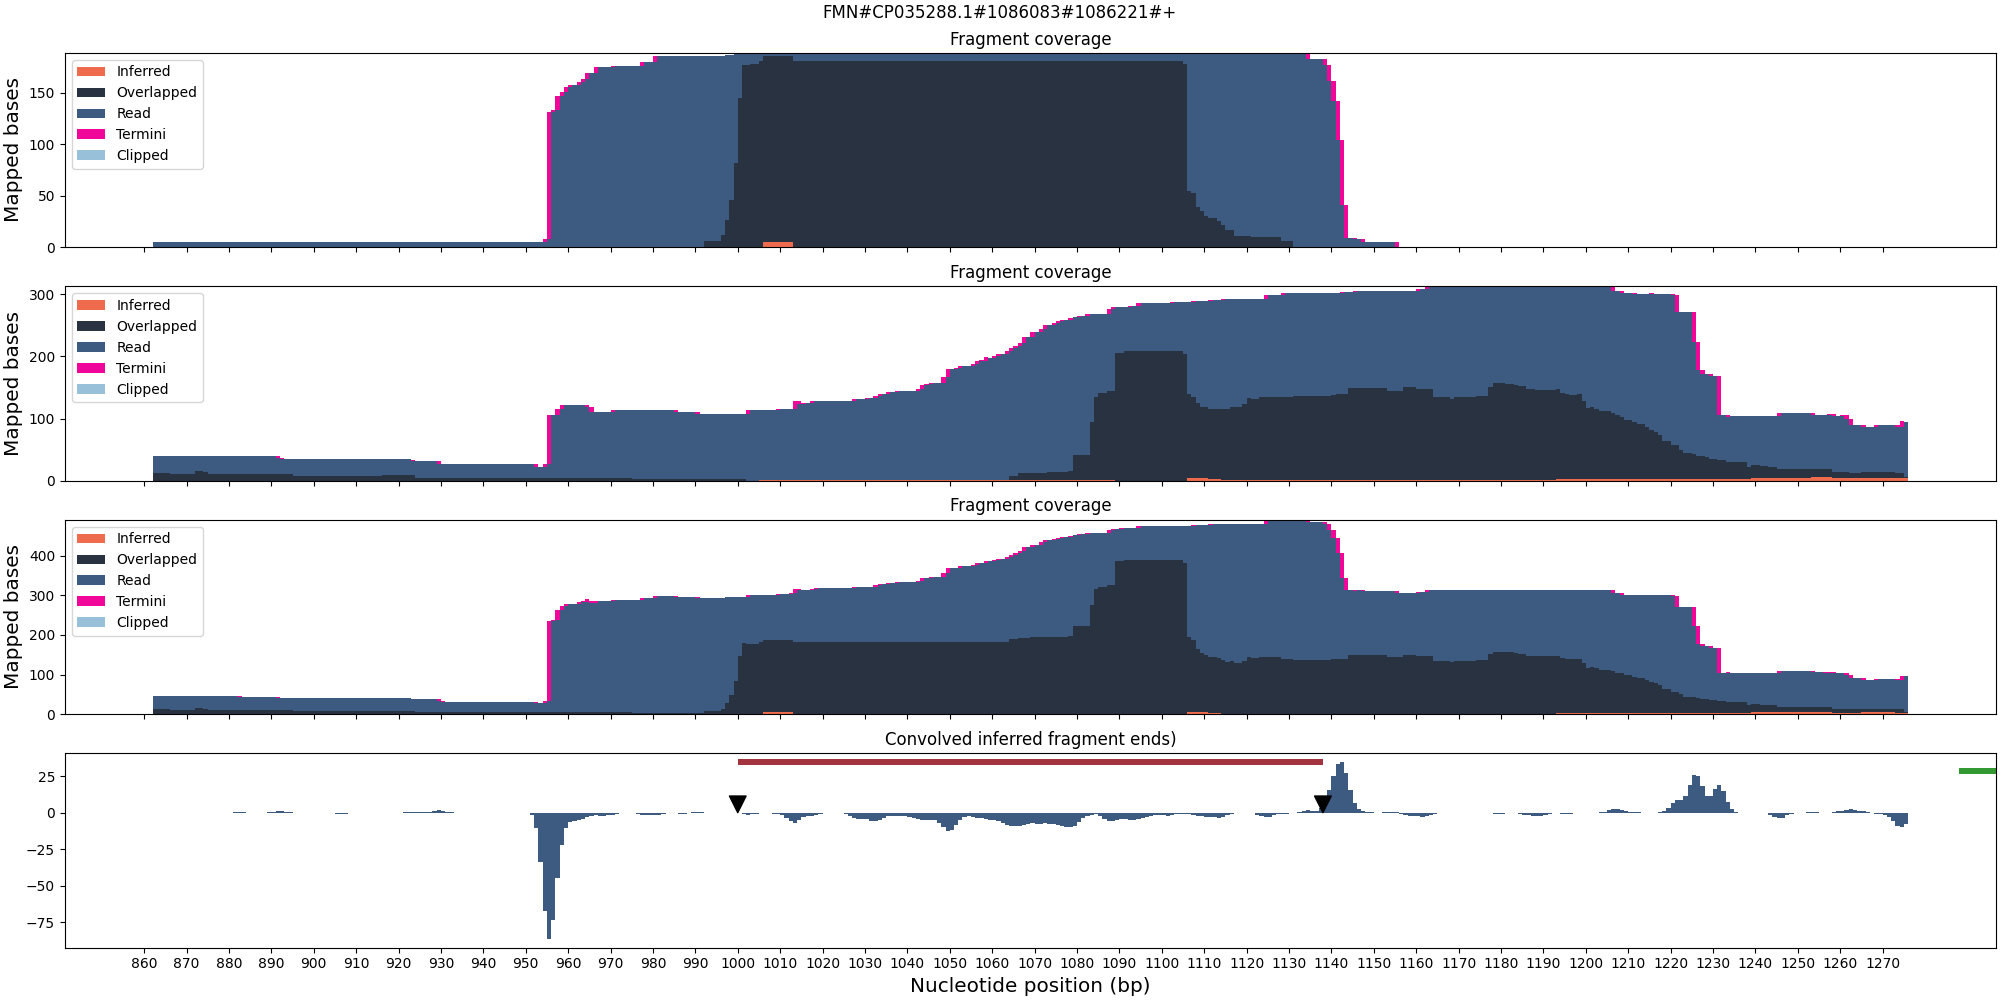 FMN#CP035288.1#1086083#1086221#+
Fragment coverage
Mapped bases
150
100
50
0
Inferred
Overlapped
Read
Termini
Clipped
Fragment coverage
Mapped bases
300
200
100
0
Inferred
Overlapped
Read
Termini
Clipped
Fragment coverage
Mapped bases
400
300
200
100
0
Inferred
Overlapped
Read
Termini
Clipped
Convolved inferred fragment ends)
25
0
−25
−50
−75
860 870 880 890 900 910 920 930 940 950 960 970 980 990 1000 1010 1020 1030 1040 1050 1060 1070 1080 1090 1100 1110 1120 1130 1140 1150 1160 1170 1180 1190 1200 1210 1220 1230 1240 1250 1260 1270
Nucleotide position (bp)